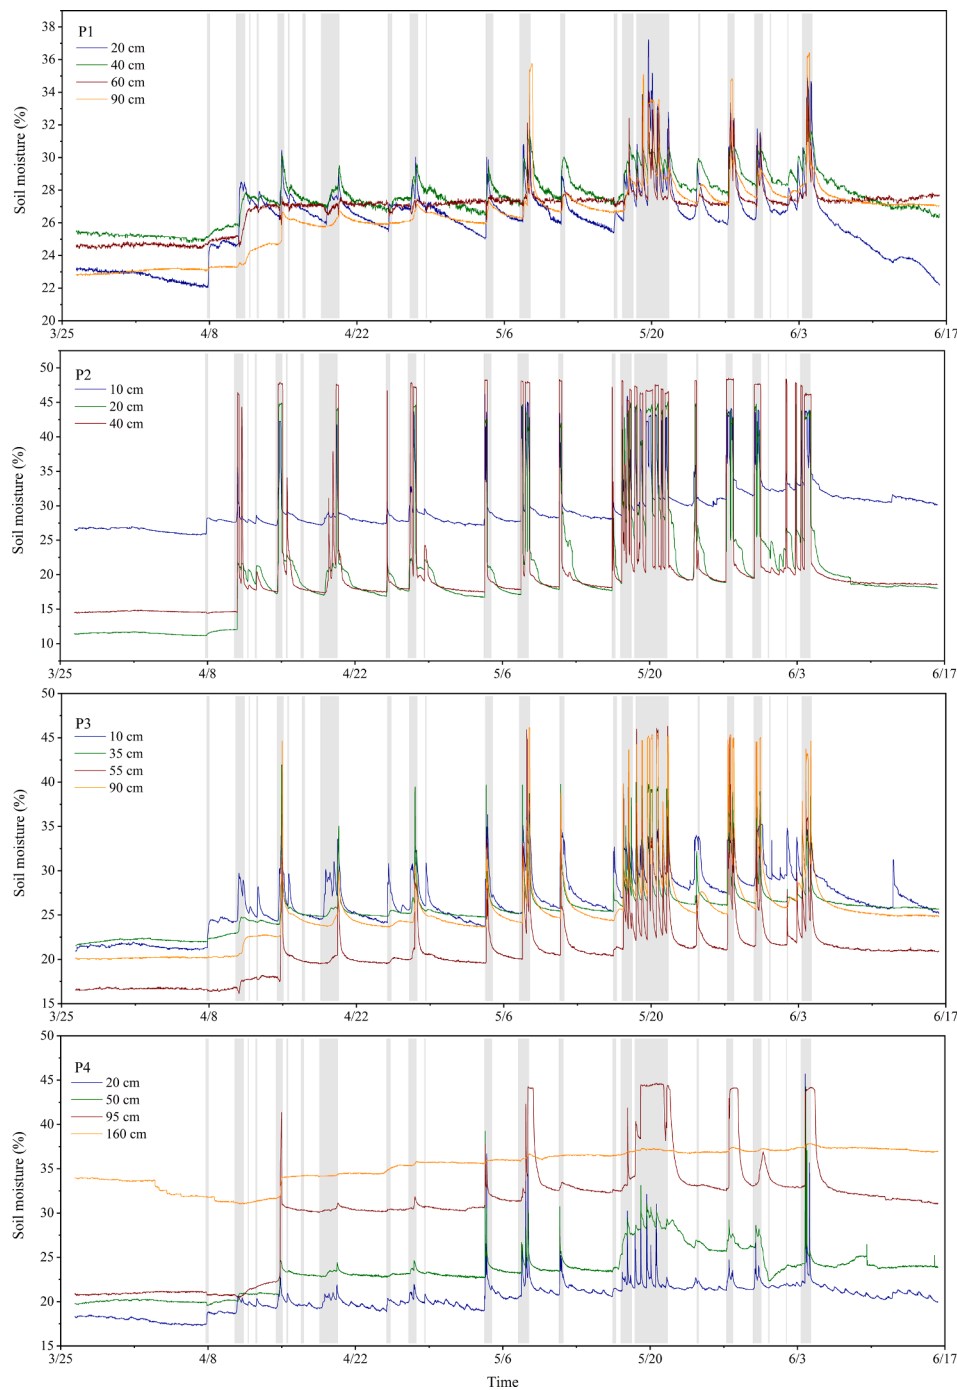 P1
20 cm
40 cm
60 cm
90 cm
Soil moisture (%)
38
36
34
32
30
28
26
24
22
20
3/25
4/8
4/22
5/6
5/20
6/3
6/17
P2
10 cm
20 cm
40 cm
Soil moisture (%)
50
45
40
35
30
25
20
15
10
3/25
4/8
4/22
5/6
5/20
6/3
6/17
P3
10 cm
35 cm
55 cm
90 cm
Soil moisture (%)
50
45
40
35
30
25
20
15
3/25
4/8
4/22
5/6
5/20
6/3
6/17
P4
20 cm
50 cm
95 cm
160 cm
Soil moisture (%)
50
45
40
35
30
25
20
15
3/25
4/8
4/22
5/6
5/20
6/3
6/17
Time